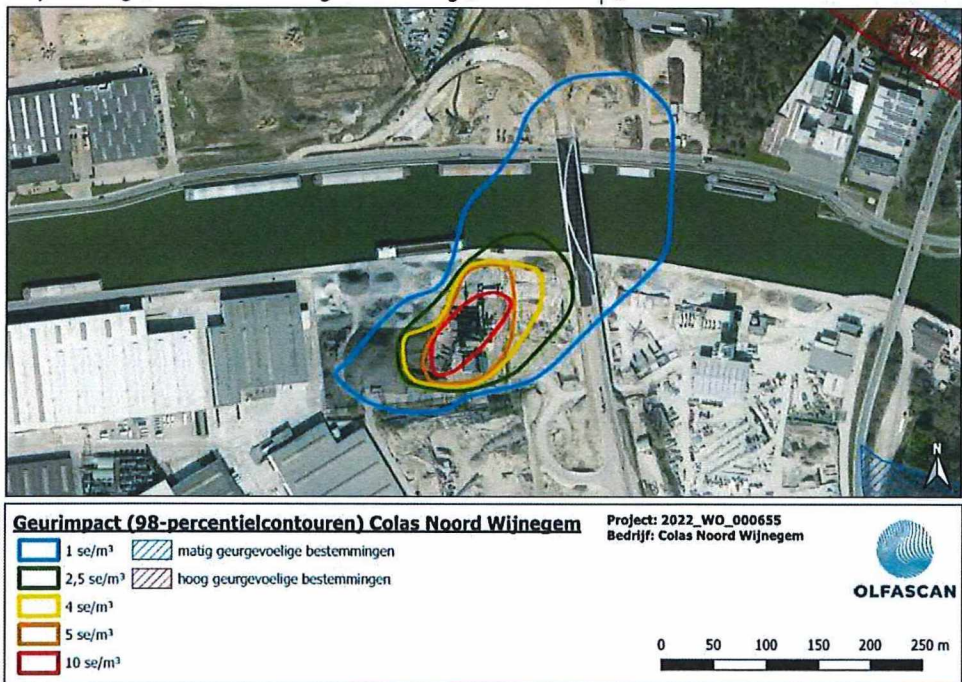 N
Geurimpact (98-percentielcontouren) Colas Noord Wijnegem
1 se/m³
2,5 se/m³
4 se/m³
5 se/m³
10 se/m³
matig geurgevoelige bestemmingen
hoog geurgevoelige bestemmingen
Project: 2022_WO_000655
Bedrijf: Colas Noord Wijnegem
OLFASCAN
0 50 100 150 200 250 m